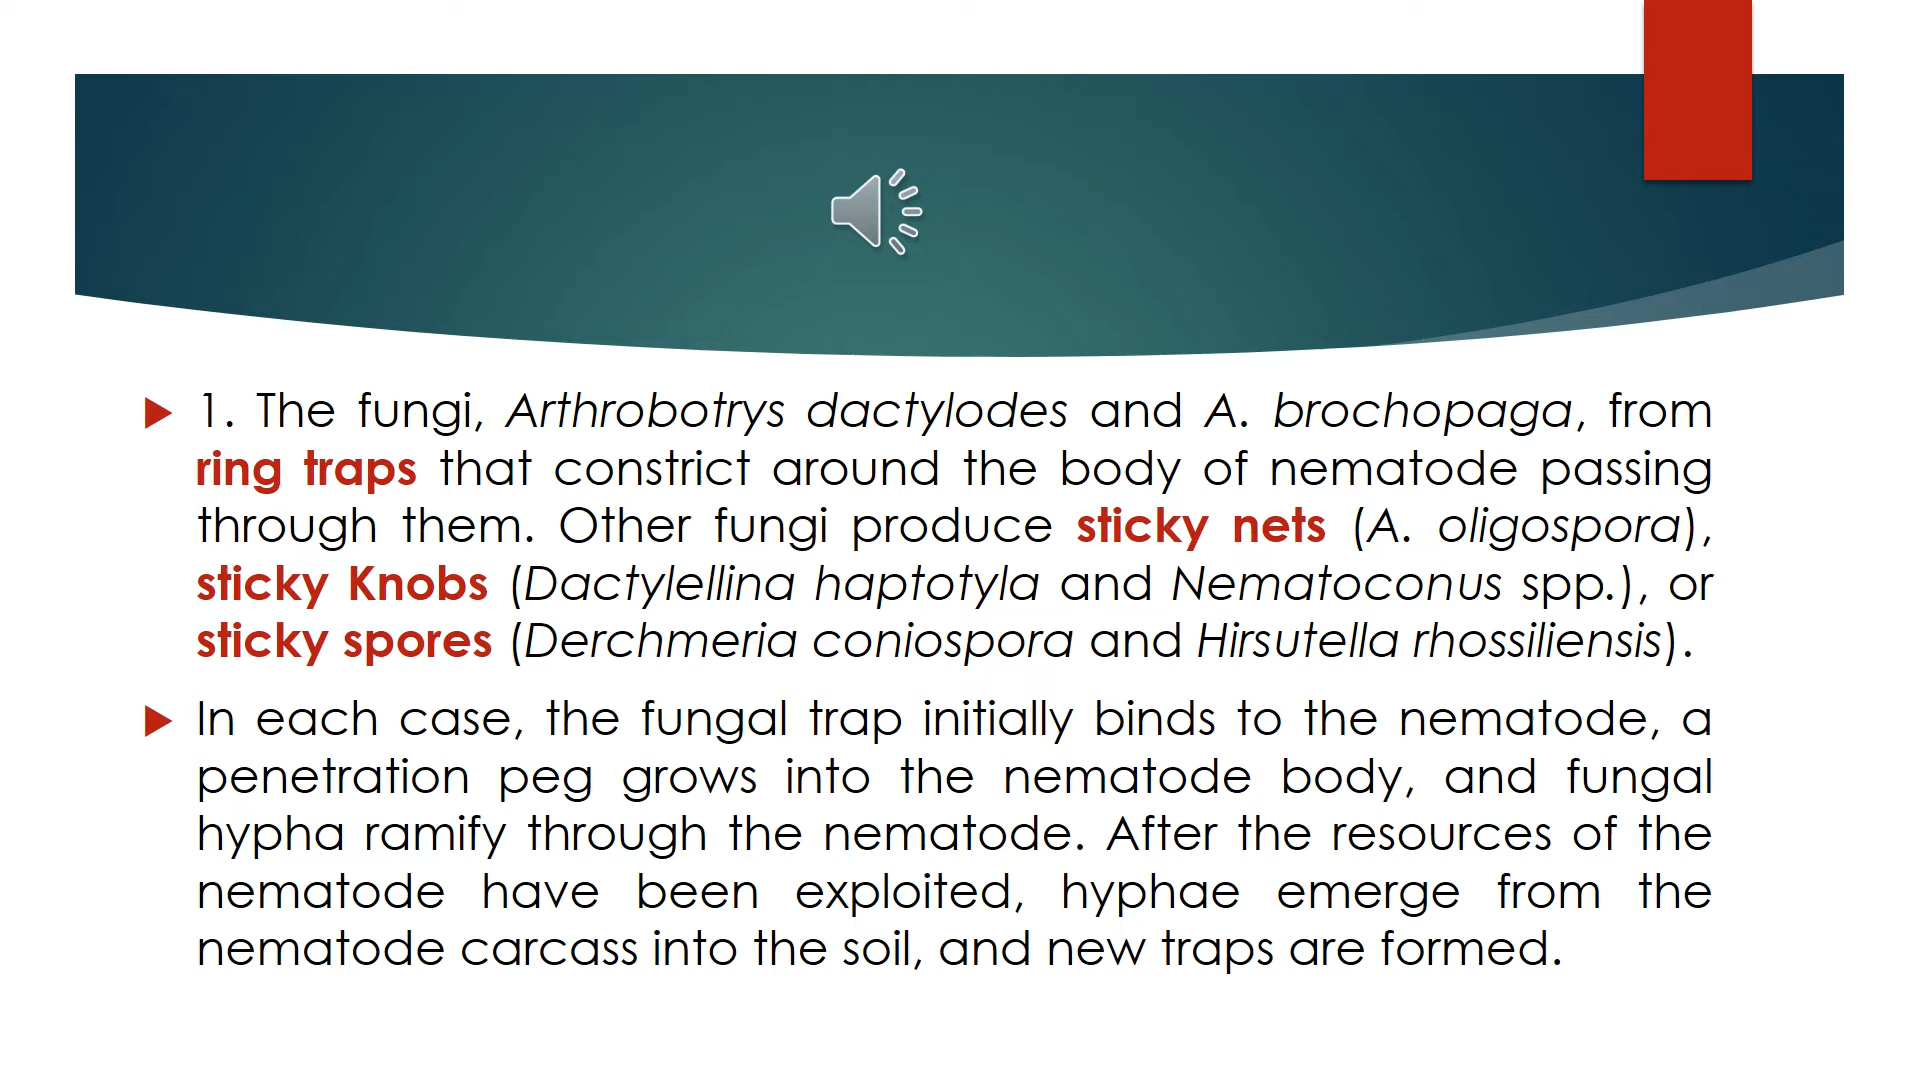 1. The fungi, Arthrobotrys dactylodes and A. brochopaga, from
ring traps that constrict around the body of nematode passing
through them. Other fungi produce sticky nets (A. oligospora),
sticky Knobs (Dactylellina haptotyla and Nematoconus spp.), or
sticky spores (Derchmeria coniospora and Hirsutella rhossiliensis).
In each case, the fungal trap initially binds to the nematode, a
penetration peg grows into the nematode body, and fungal
hypha ramify through the nematode. After the resources of the
nematode have been exploited, hyphae emerge from the
nematode carcass into the soil, and new traps are formed.